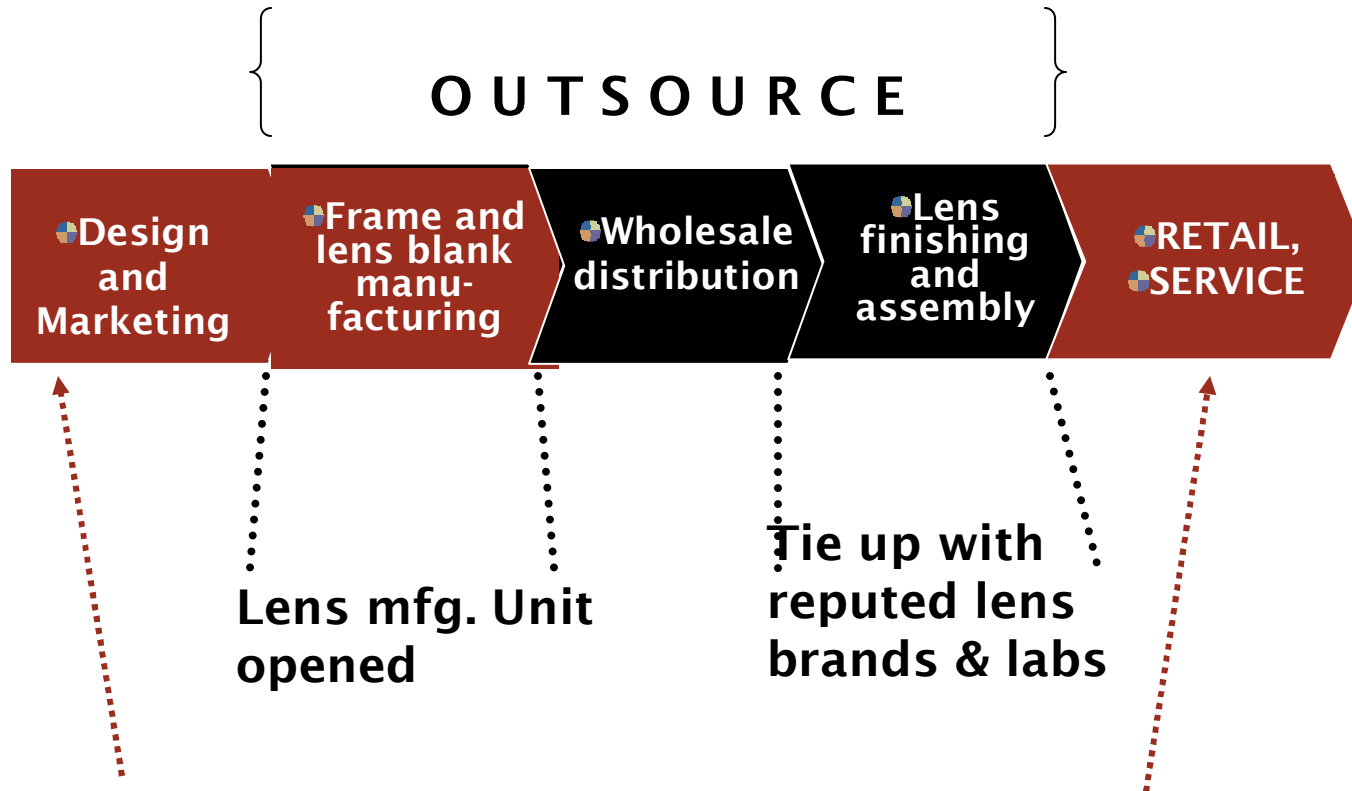 O U T S O U R C E
Design
and
Marketing
Frame and
lens blank
manu-
facturing
Wholesale
distribution
Lens
finishing
and
assembly
RETAIL,
SERVICE
Lens mfg. Unit
opened
Tie up with
reputed lens
brands & labs